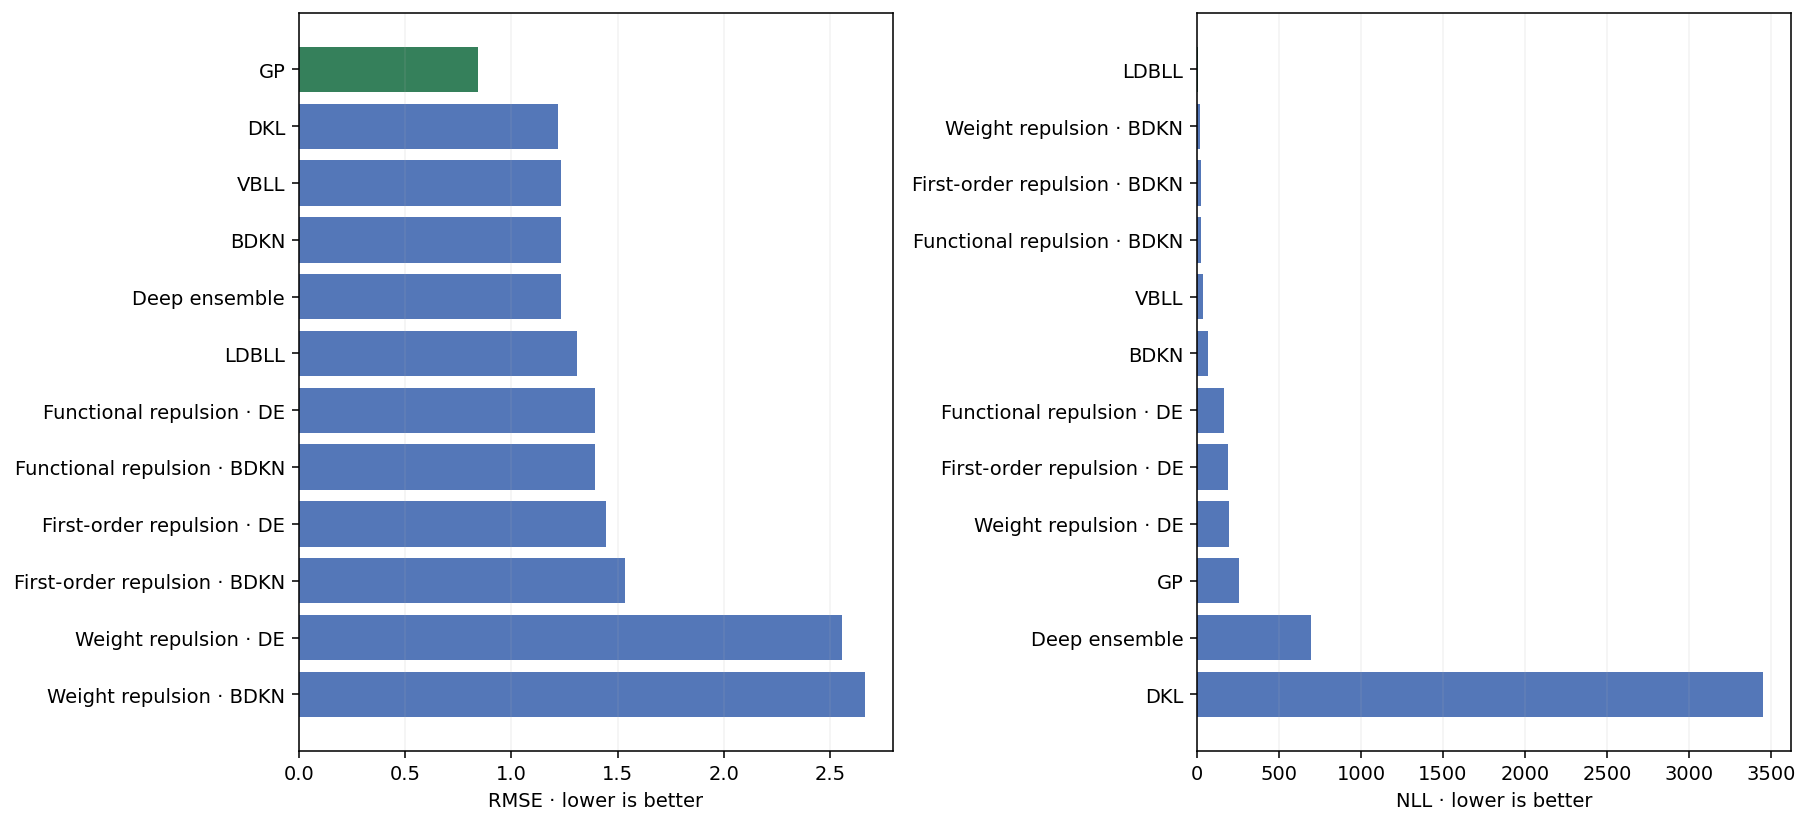 GP
DKL
VBLL
BDKN
Deep ensemble
LDBLL
Functional repulsion · DE
Functional repulsion · BDKN
First-order repulsion · DE
First-order repulsion · BDKN
Weight repulsion · DE
Weight repulsion · BDKN
0.0 0.5 1.0 1.5 2.0 2.5
RMSE · lower is better
LDBLL
Weight repulsion · BDKN
First-order repulsion · BDKN
Functional repulsion · BDKN
VBLL
BDKN
Functional repulsion · DE
First-order repulsion · DE
Weight repulsion · DE
GP
Deep ensemble
DKL
0 500 1000 1500 2000 2500 3000 3500
NLL · lower is better